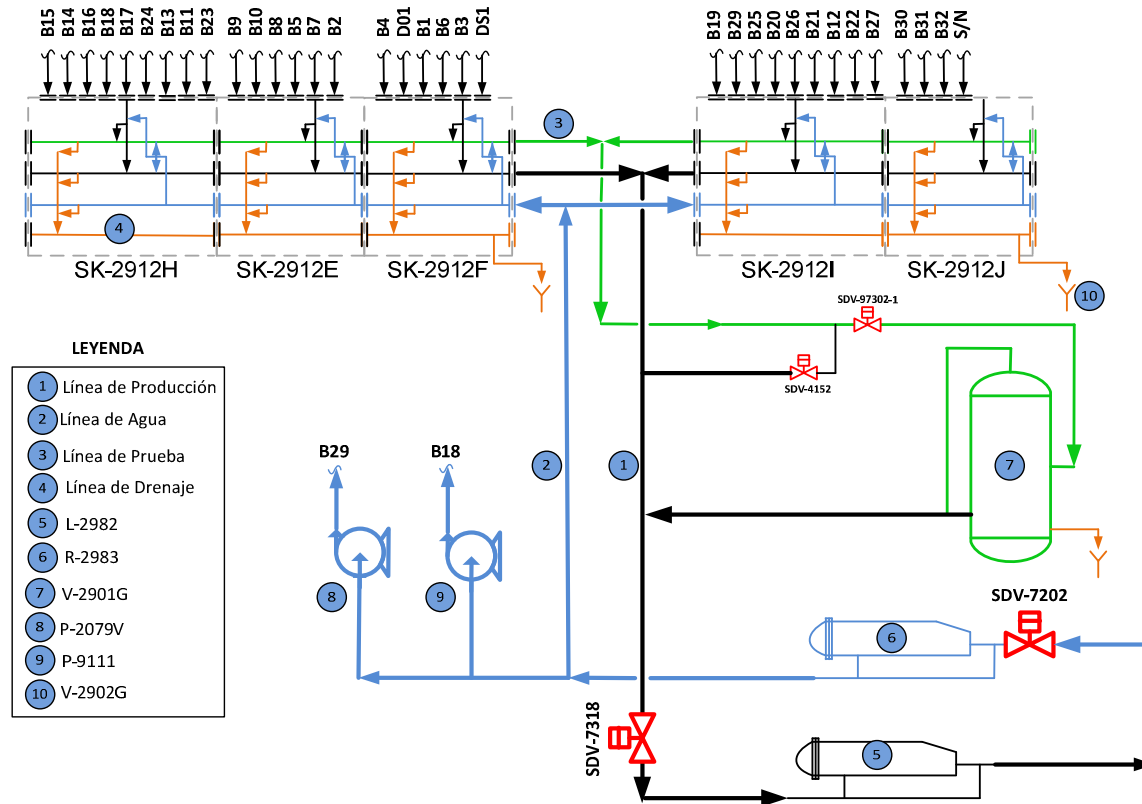 B15 B14 B16 B18 B17 B24 B13 B11 B23 B9 B10 B8 B5 B7 B2 B4 D01 B1 B6 B3 DS1 B19 B29 B25 B20 B26 B21 B12 B22 B27 B30 B31 B32 S/N
3
4
SK-2912H SK-2912E SK-2912F SK-2912I SK-2912J
10
SDV-97302-1
SDV-4152
LEYENDA
1 Línea de Producción
2 Línea de Agua
3 Línea de Prueba
4 Línea de Drenaje
5 L-2982
6 R-2983
7 V-2901G
8 P-2079V
9 P-9111
10 V-2902G
B29 B18
2 1 7
8 9
SDV-7202
6
SDV-7318
5